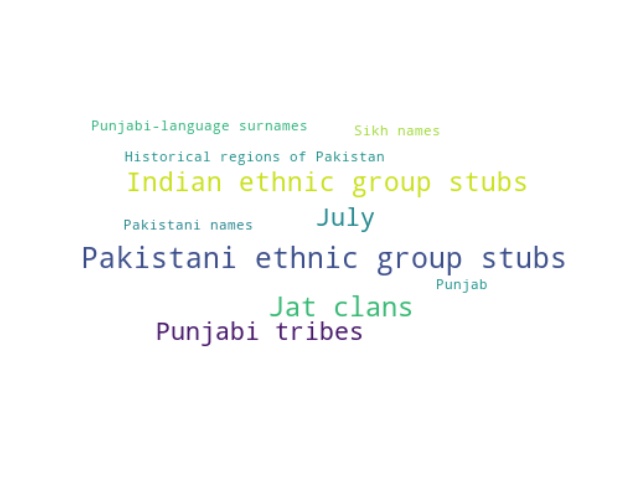 Punjabi-language surnames
Sikh names
Historical regions of Pakistan
Indian ethnic group stubs
July
Pakistani names
Pakistani ethnic group stubs
Punjab
Jat clans
Punjabi tribes